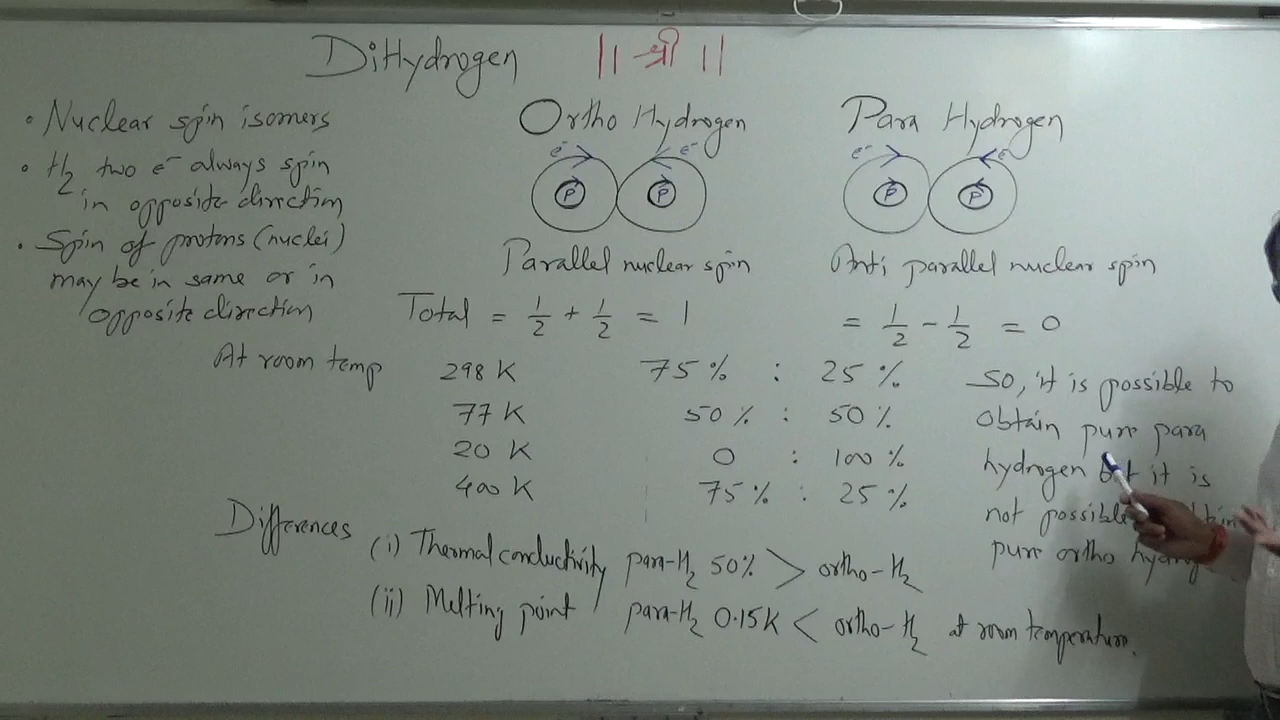 DiHydrogen || श्री ||
• Nuclear spin isomers
• H₂ two e⁻ always spin
in opposite direction
• Spin of protons (nuclei)
may be in same or in
opposite direction
Ortho Hydrogen
e⁻ e⁻
P P
Parallel nuclear spin
Total = 1/2 + 1/2 = 1
Para Hydrogen
e⁻ e
P P
Anti parallel nuclear spin
= 1/2 - 1/2 = 0
At room temp 298 K 75% : 25%
77 K 50% : 50%
20 K 0 : 100%
400 K 75% : 25%
So, it is possible to
obtain pure para
hydrogen it is
not possible
pure ortho
Differences
(i) Thermal conductivity para-H₂ 50% > ortho-H₂
(ii) Melting point para-H₂ 0.15K < ortho-H₂ at room temperature.